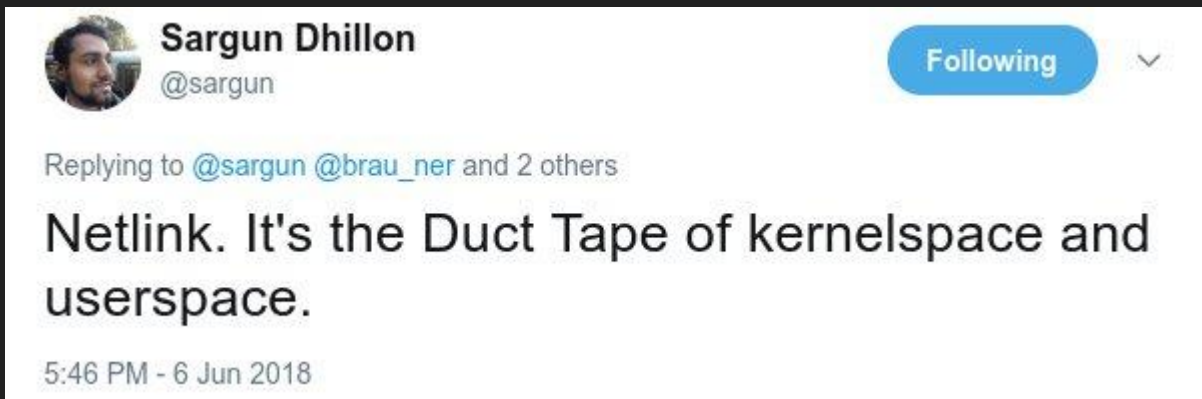 Sargun Dhillon
@sargun
Following
Replying to @sargun @brau_ner and 2 others
Netlink. It's the Duct Tape of kernelspace and
userspace.
5:46 PM - 6 Jun 2018